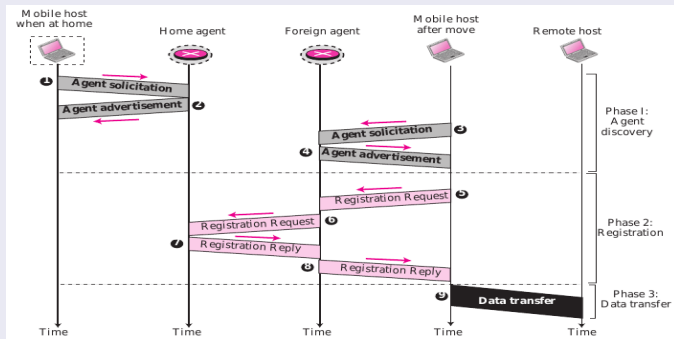 Mobile host
when at home
Home agent
Foreign agent
Mobile host
after move
Remote host
1
Agent solicitation
Agent advertisement
2
Agent solicitation
3
4
Agent advertisement
Phase I:
Agent
discovery
Registration Request
5
Registration Request
6
7
Registration Reply
8
Registration Reply
Phase 2:
Registration
9
Data transfer
Phase 3:
Data transfer
Time
Time
Time
Time
Time